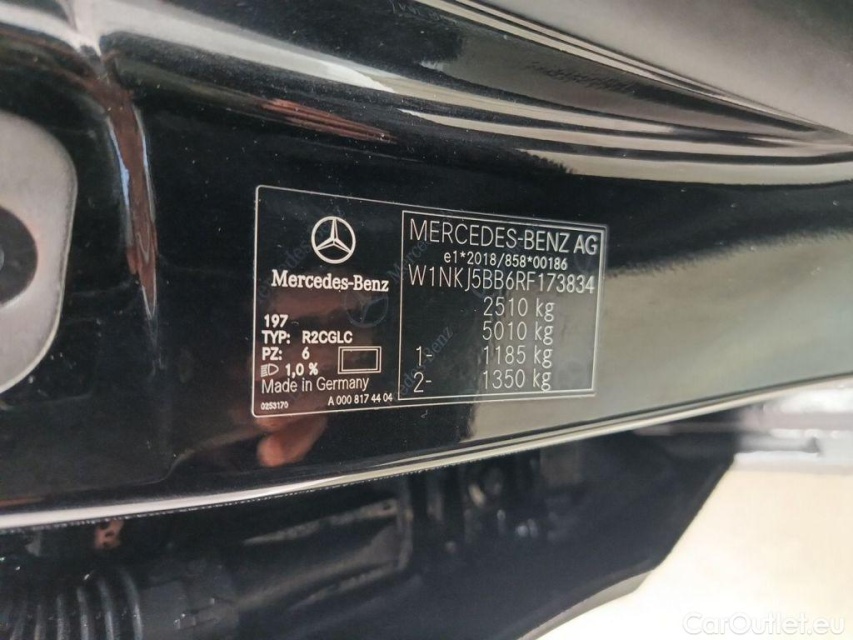 Mercedes-Benz
197
TYP: R2CGLC
PZ: 6
1,0 %
Made in Germany
0253170
A 000 817 44 04
MERCEDES-BENZ AG
e1*2018/858*00186
W1NKJ5BB6RF173834
2510 kg
5010 kg
1- 1185 kg
2- 1350 kg
CarOutlet.eu